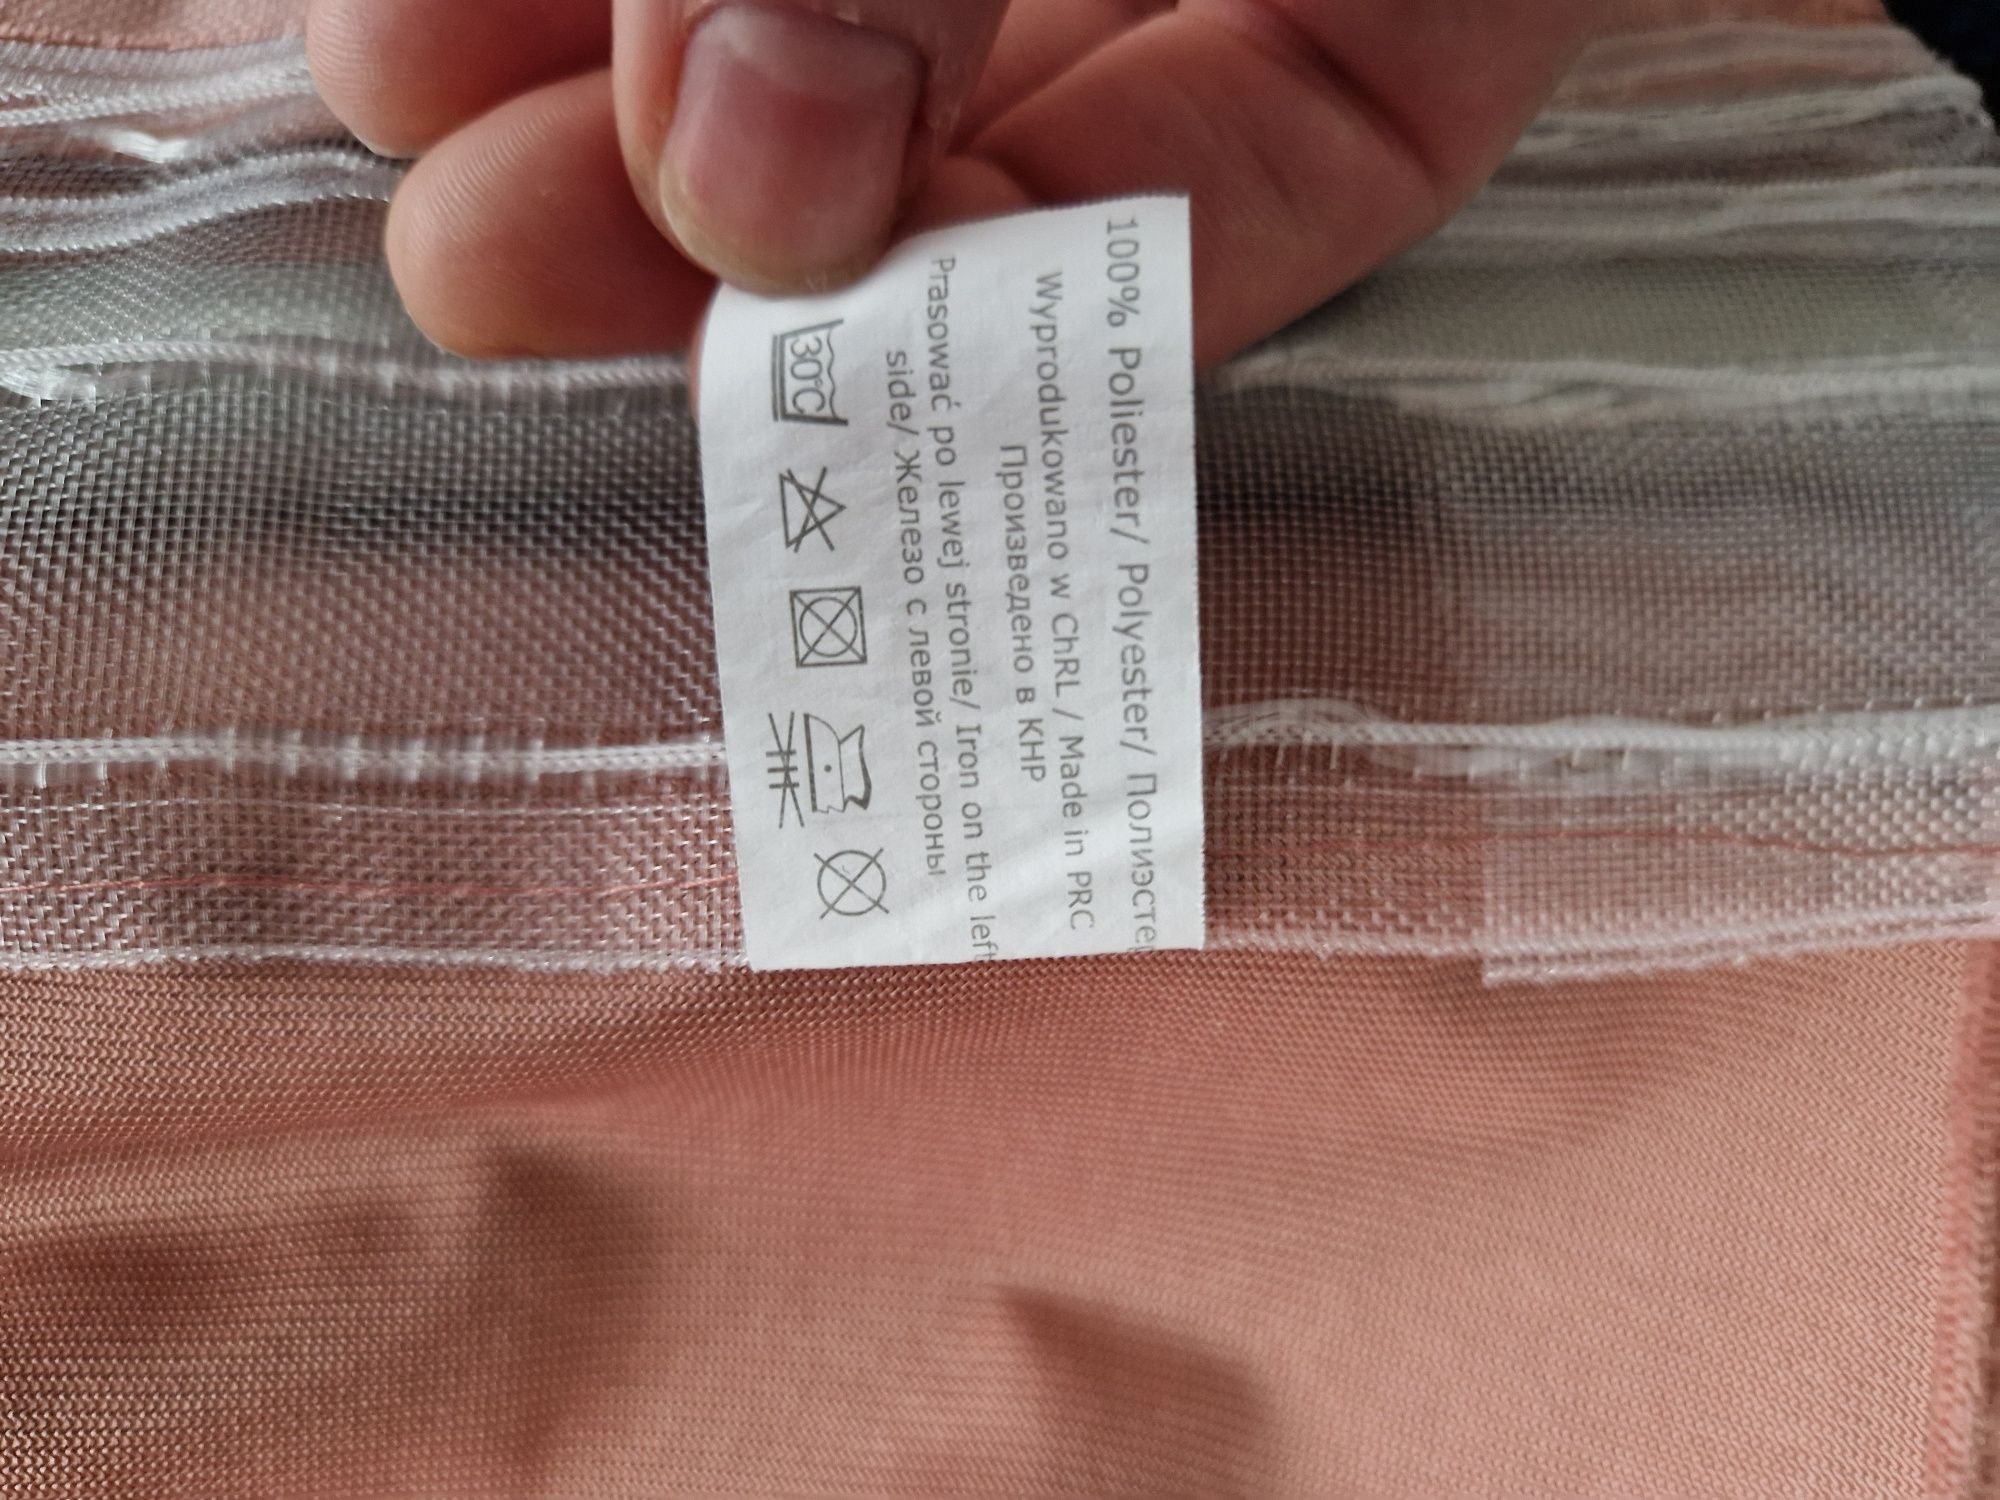 100% Poliester/ Polyester/ Полиэстер
Wyprodukowano w ChRL / Made in PRC
Произведено в КНР
Prasować po lewej stronie/ Iron on the left
side/ Железо с левой стороны
30°C